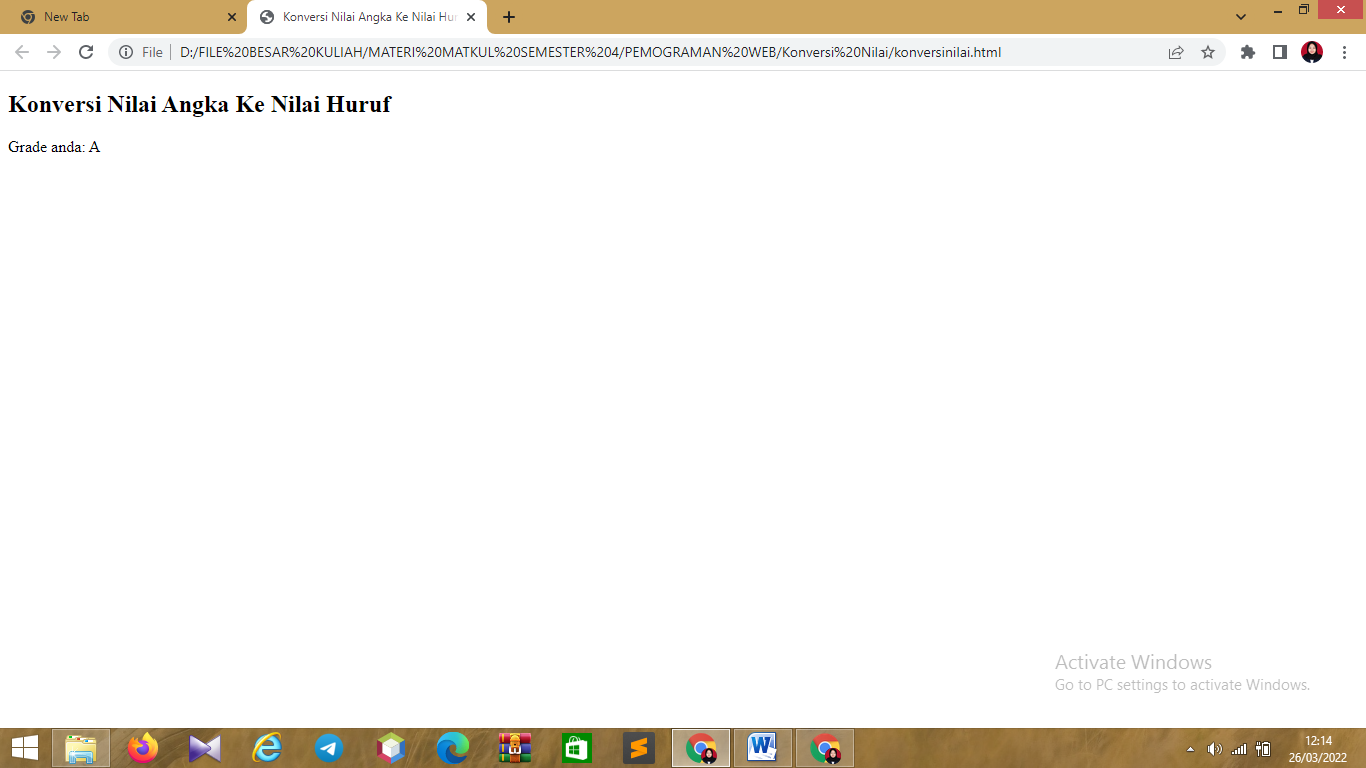 New Tab
Konversi Nilai Angka Ke Nilai Hur
File
D:/FILE%20BESAR%20KULIAH/MATERI%20MATKUL%20SEMESTER%204/PEMOGRAMAN%20WEB/Konversi%20Nilai/konversinilai.html
Konversi Nilai Angka Ke Nilai Huruf
Grade anda: A
Activate Windows
Go to PC settings to activate Windows.
12:14
26/03/2022